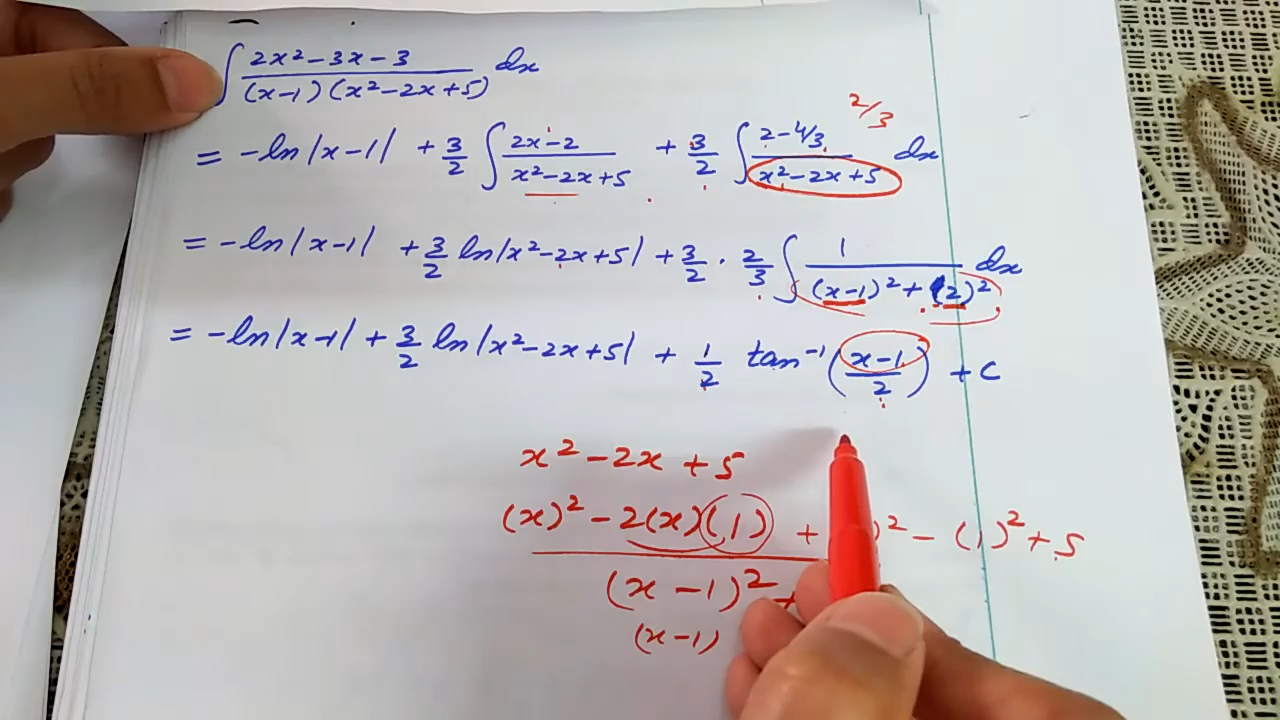 ∫ (2x² - 3x - 3)/((x-1)(x² - 2x + 5)) dx
2/3
= -ln|x-1| + 3/2 ∫ (2x-2)/(x² - 2x + 5) + 3/2 ∫ (2 - 4/3)/(x² - 2x + 5) dx
= -ln|x-1| + 3/2 ln|x² - 2x + 5| + 3/2 · 2/3 ∫ 1/((x-1)² + (2)²) dx
= -ln|x-1| + 3/2 ln|x² - 2x + 5| + 1/2 tan⁻¹((x-1)/2) + C
x² - 2x + 5
(x)² - 2(x)(1) + )² - (1)² + 5
(x - 1)² +
(x-1)